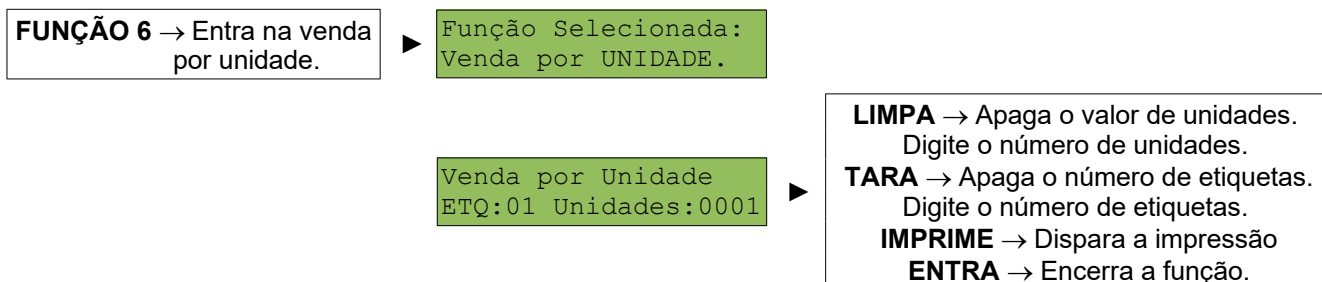 FUNÇÃO 6 → Entra na venda
por unidade.
►
Função Selecionada:
Venda por UNIDADE.
Venda por Unidade
ETQ:01 Unidades:0001
►
LIMPA → Apaga o valor de unidades.
Digite o número de unidades.
TARA → Apaga o número de etiquetas.
Digite o número de etiquetas.
IMPRIME → Dispara a impressão
ENTRA → Encerra a função.